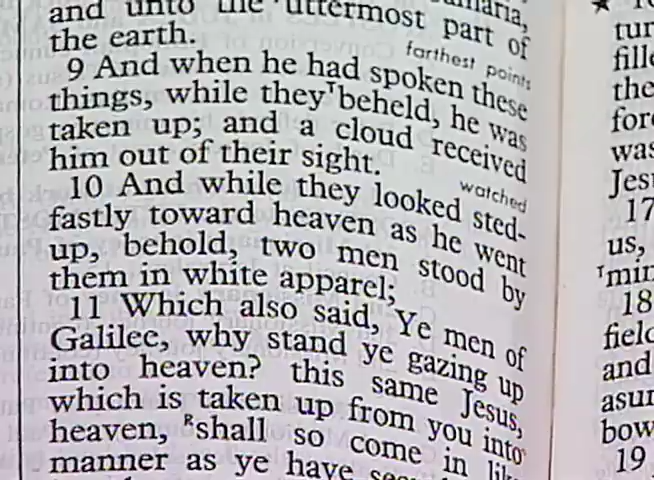 and unto the uttermost part of
the earth.
farthest points
9 And when he had spoken these
things, while they ᵀbeheld, he was
taken up; and a cloud received
him out of their sight.
watched
10 And while they looked sted-
fastly toward heaven as he went
up, behold, two men stood by
them in white apparel;
11 Which also said, Ye men of
Galilee, why stand ye gazing up
into heaven? this same Jesus,
which is taken up from you into
heaven, ᴿshall so come in
manner as ye have
17
us,
18
and
19